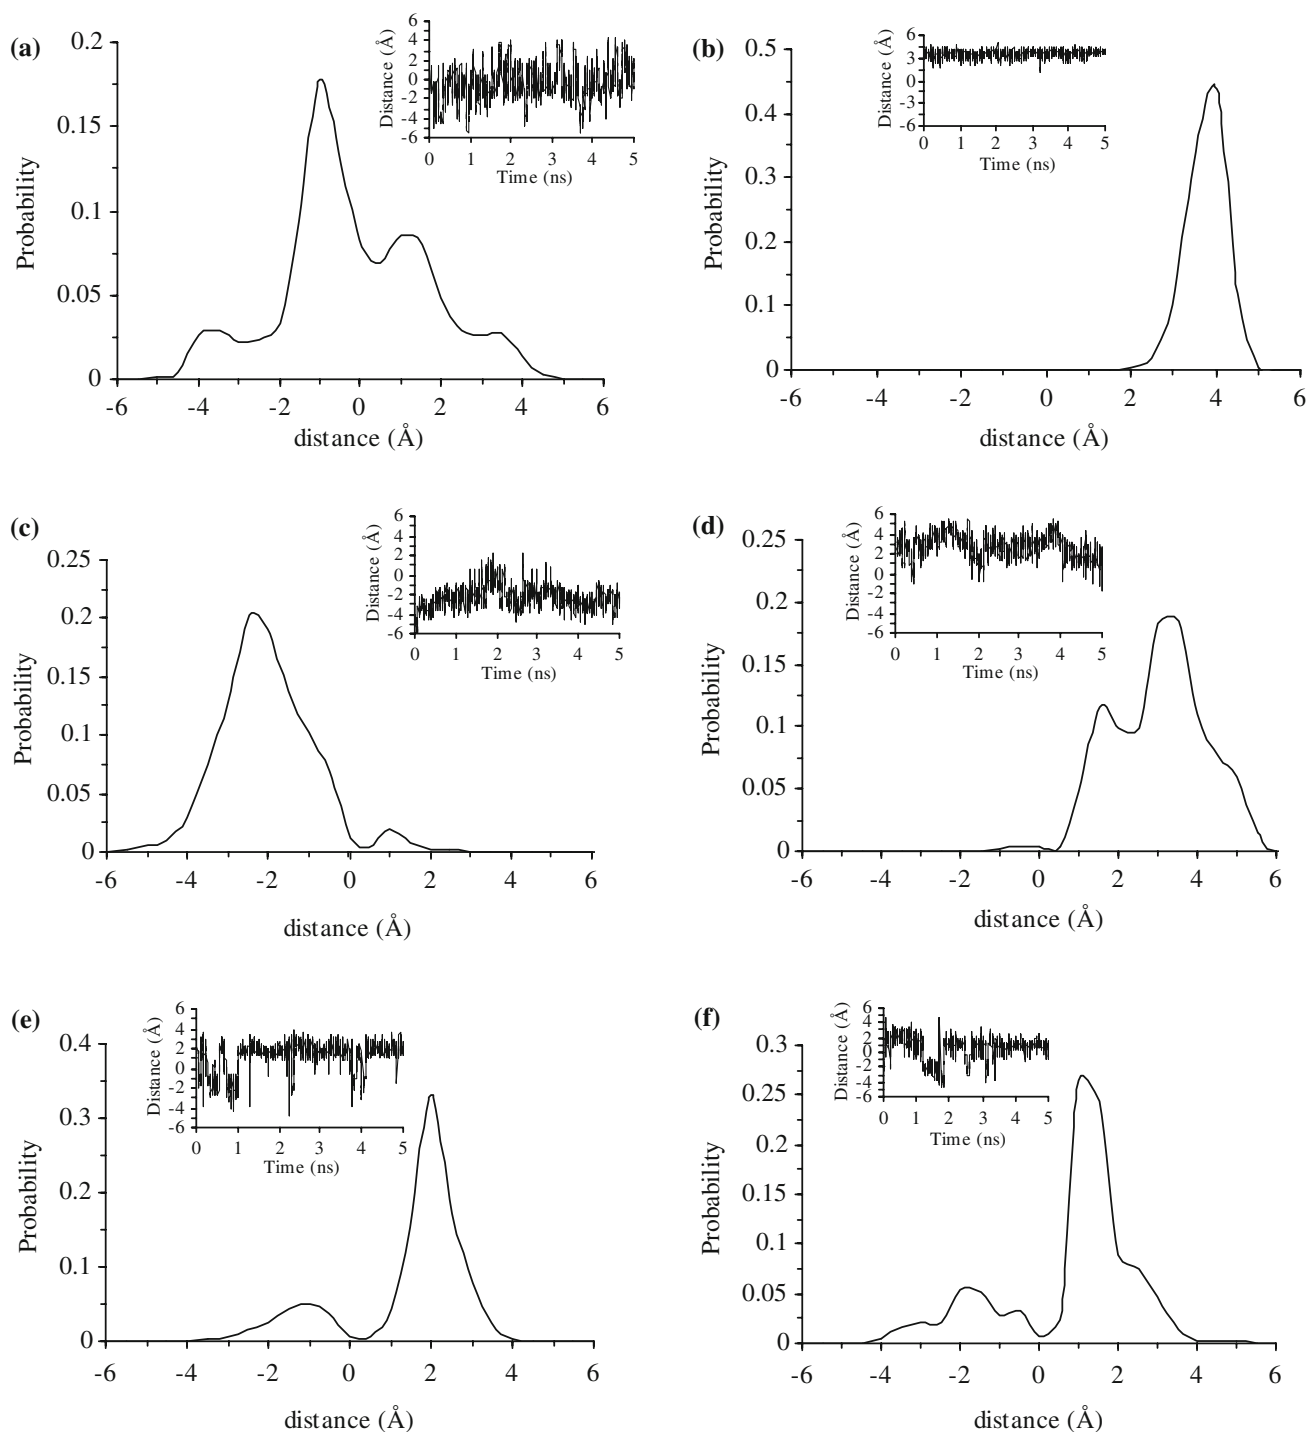 (a)
0.2
0.15
0.1
0.05
0
Probability
-6 -4 -2 0 2 4 6
distance (Å)
Distance (Å)
6
4
2
0
-2
-4
-6
0 1 2 3 4 5
Time (ns)
(b)
0.5
0.4
0.3
0.2
0.1
0
Probability
-6 -4 -2 0 2 4 6
distance (Å)
Distance (Å)
6
3
0
-3
-6
0 1 2 3 4 5
Time (ns)
(c)
0.25
0.2
0.15
0.1
0.05
0
Probability
-6 -4 -2 0 2 4 6
distance (Å)
Distance (Å)
6
4
2
0
-2
-4
-6
0 1 2 3 4 5
Time (ns)
(d)
0.25
0.2
0.15
0.1
0.05
0
Probability
-6 -4 -2 0 2 4 6
distance (Å)
Distance (Å)
6
4
2
0
-2
-4
-6
0 1 2 3 4 5
Time (ns)
(e)
0.4
0.3
0.2
0.1
0
Probability
-6 -4 -2 0 2 4 6
distance (Å)
Distance (Å)
6
4
2
0
-2
-4
-6
0 1 2 3 4 5
Time (ns)
(f)
0.3
0.25
0.2
0.15
0.1
0.05
0
Probability
-6 -4 -2 0 2 4 6
distance (Å)
Distance (Å)
6
4
2
0
-2
-4
-6
0 1 2 3 4 5
Time (ns)